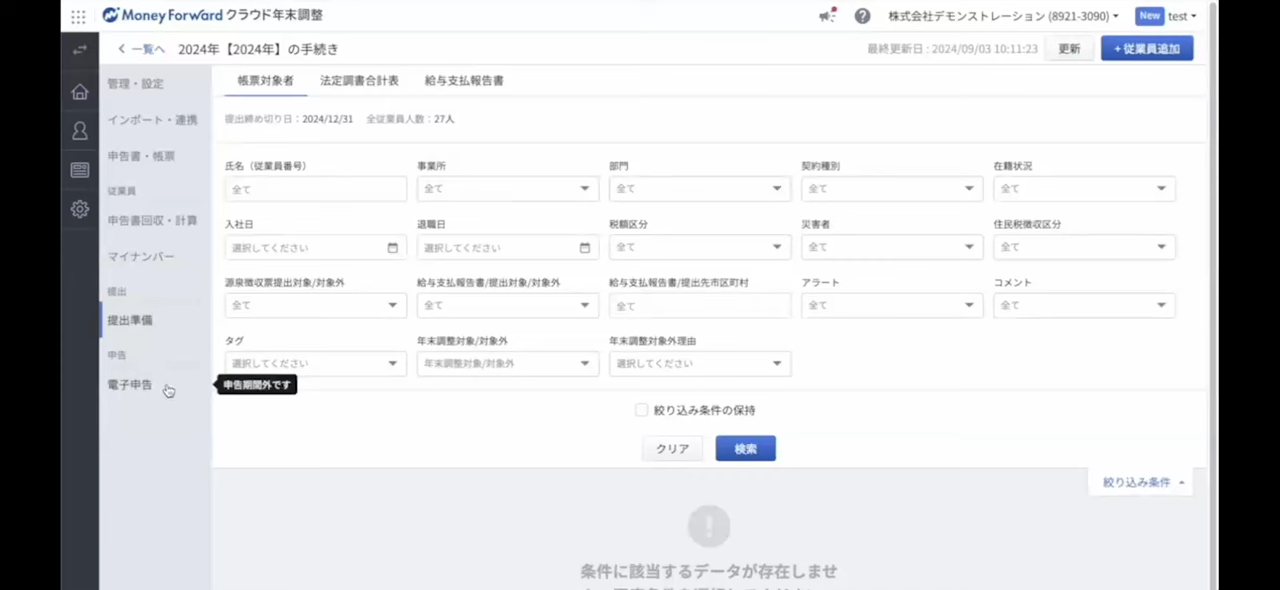 Money Forward クラウド年末調整
株式会社デモンストレーション (8921-3090)
New test
一覧へ 2024年【2024年】の手続き
最終更新日 : 2024/09/03 10:11:23 更新 +従業員追加
管理・設定
インポート・連携
申告書・帳票
従業員
申告書回収・計算
マイナンバー
提出
提出準備
申告
電子申告
申告期間外です
帳票対象者 法定調書合計表 給与支払報告書
提出締め切り日 : 2024/12/31 全従業員人数 : 27人
氏名（従業員番号） 事業所 部門 契約種別 在籍状況
全て 全て 全て 全て 全て
入社日 退職日 税額区分 災害者 住民税徴収区分
選択してください 選択してください 全て 全て 全て
源泉徴収票提出対象/対象外 給与支払報告書/提出対象/対象外 給与支払報告書/提出先市区町村 アラート コメント
全て 全て 全て 全て 全て
タグ 年末調整対象/対象外 年末調整対象外理由
選択してください 年末調整対象/対象外 選択してください
絞り込み条件の保持
クリア 検索
絞り込み条件
条件に該当するデータが存在しませ